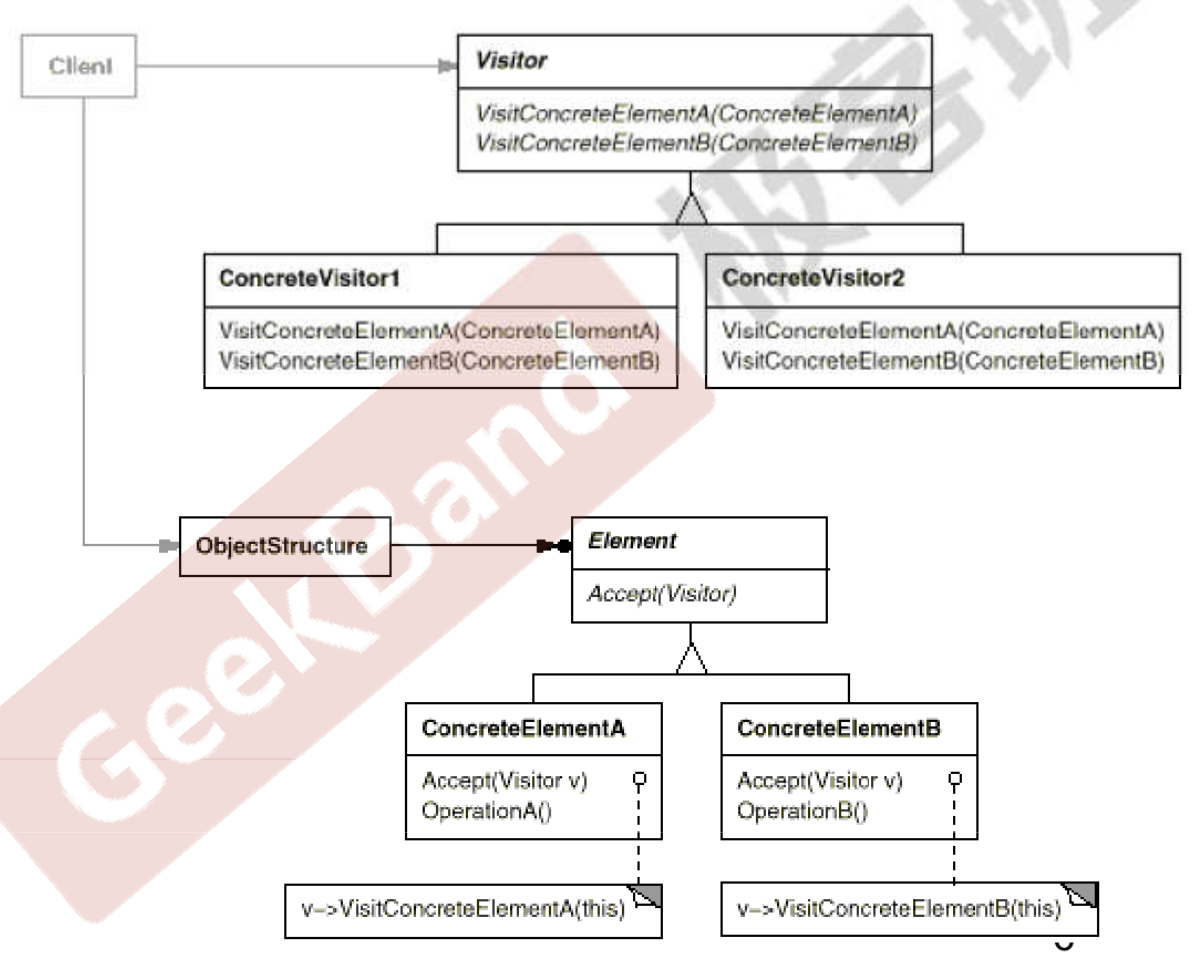 Client
Visitor
VisitConcreteElementA(ConcreteElementA)
VisitConcreteElementB(ConcreteElementB)
极客班
ConcreteVisitor1
VisitConcreteElementA(ConcreteElementA)
VisitConcreteElementB(ConcreteElementB)
ConcreteVisitor2
VisitConcreteElementA(ConcreteElementA)
VisitConcreteElementB(ConcreteElementB)
GeekBand
ObjectStructure
Element
Accept(Visitor)
ConcreteElementA
Accept(Visitor v)
OperationA()
ConcreteElementB
Accept(Visitor v)
OperationB()
v->VisitConcreteElementA(this)
v->VisitConcreteElementB(this)